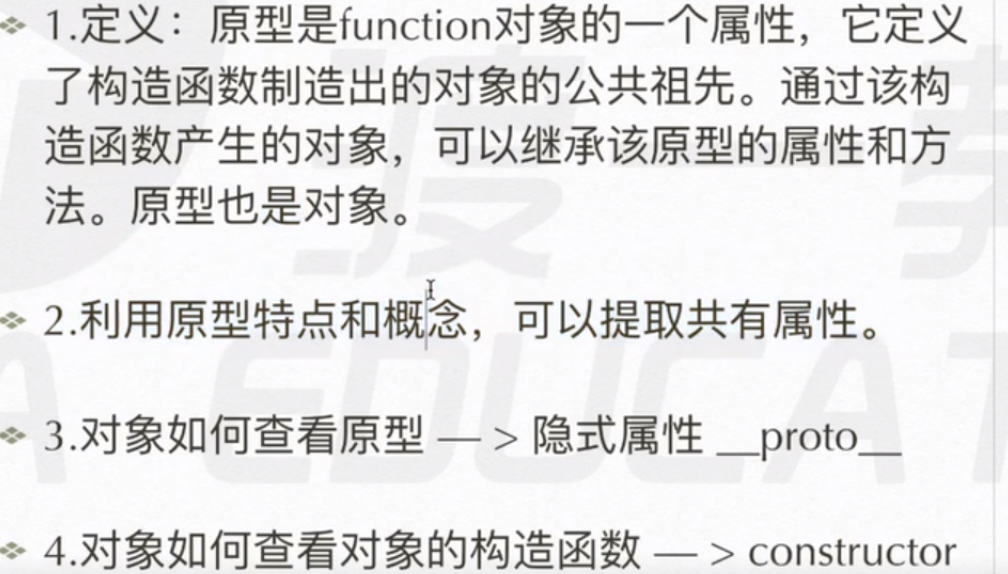 1.定义：原型是function对象的一个属性，它定义
了构造函数制造出的对象的公共祖先。通过该构
造函数产生的对象，可以继承该原型的属性和方
法。原型也是对象。
2.利用原型特点和概念，可以提取共有属性。
3.对象如何查看原型 — > 隐式属性 __proto__
4.对象如何查看对象的构造函数 — > constructor
渡 教
A EDUCAT